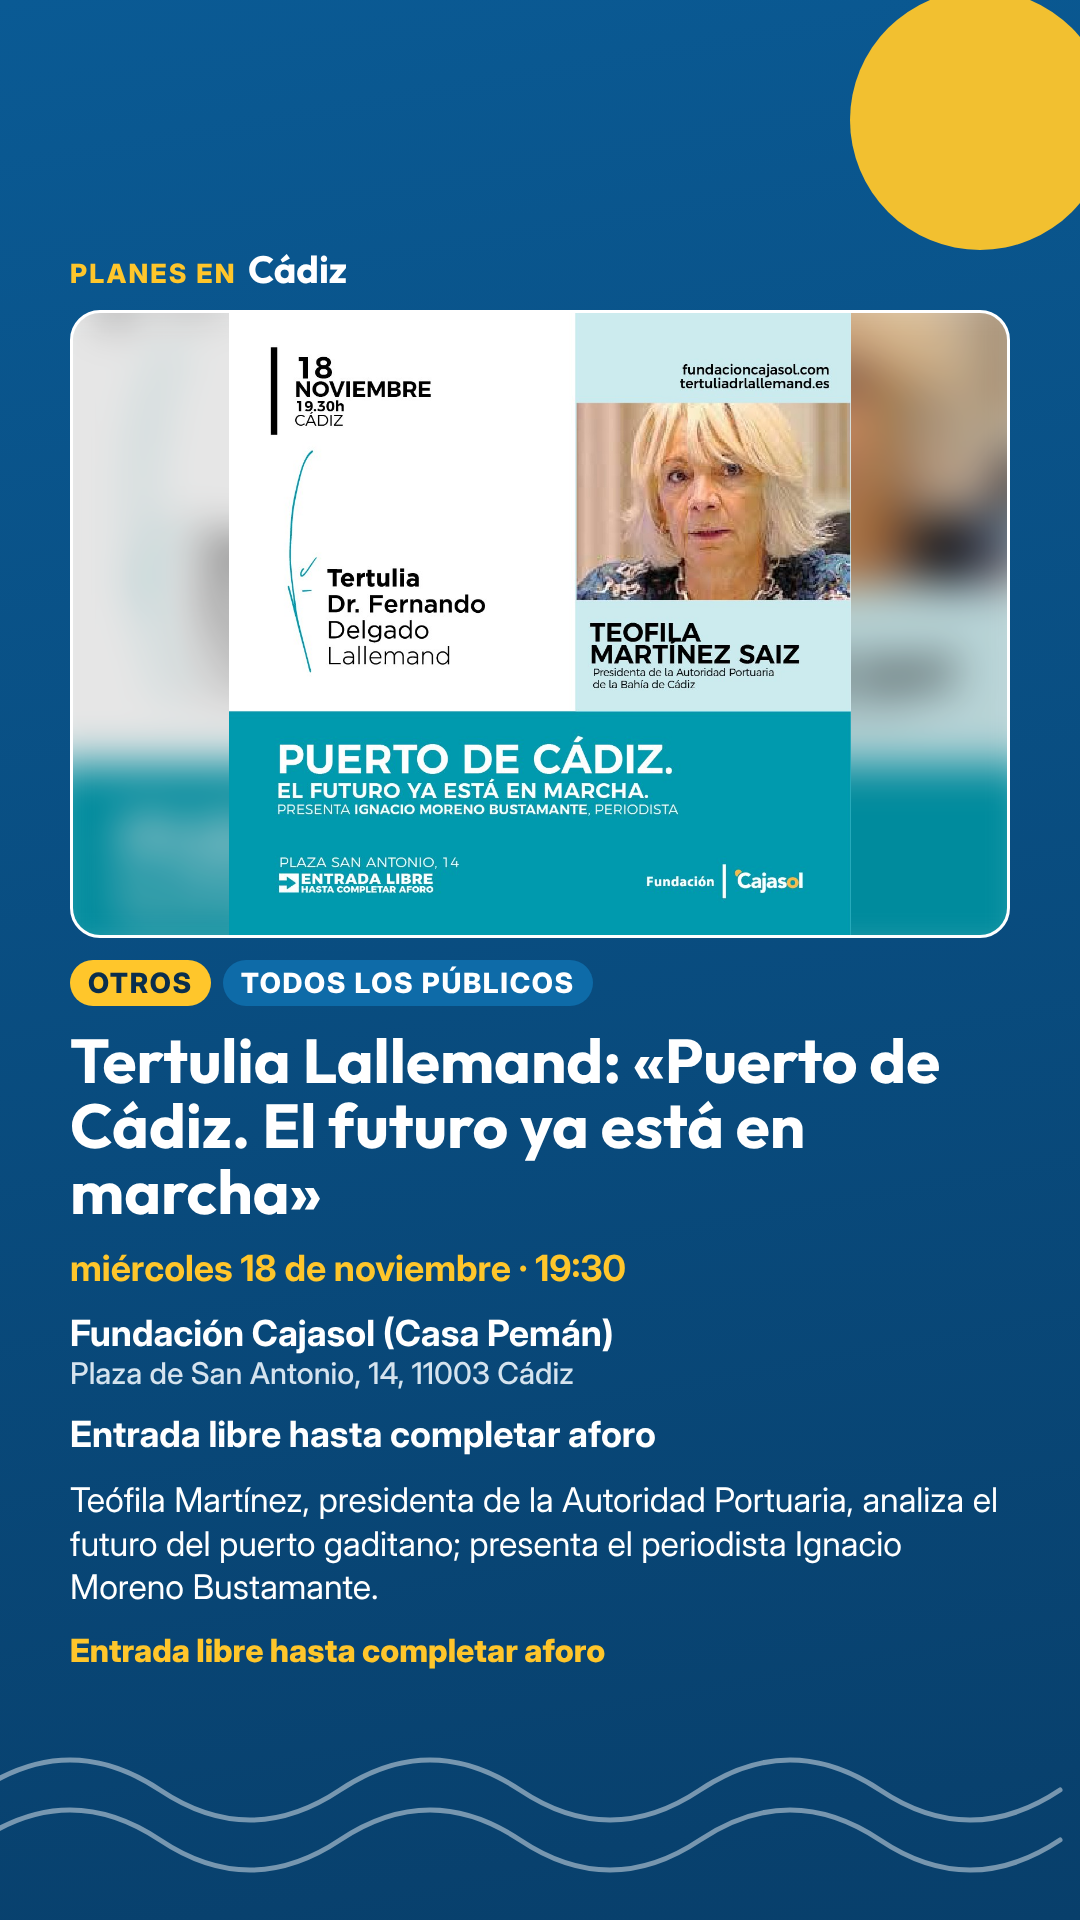 PLANES EN Cádiz
18
NOVIEMBRE
19.30h
CÁDIZ
Tertulia
Dr. Fernando
Delgado
Lallemand
fundacioncajasol.com
tertuliadrlallemand.es
TEOFILA
MARTÍNEZ SAIZ
Presidenta de la Autoridad Portuaria
de la Bahía de Cádiz
PUERTO DE CÁDIZ.
EL FUTURO YA ESTÁ EN MARCHA.
PRESENTA IGNACIO MORENO BUSTAMANTE, PERIODISTA
PLAZA SAN ANTONIO, 14
ENTRADA LIBRE
HASTA COMPLETAR AFORO
Fundación | Cajasol
OTROS
TODOS LOS PÚBLICOS
Tertulia Lallemand: «Puerto de
Cádiz. El futuro ya está en
marcha»
miércoles 18 de noviembre · 19:30
Fundación Cajasol (Casa Pemán)
Plaza de San Antonio, 14, 11003 Cádiz
Entrada libre hasta completar aforo
Teófila Martínez, presidenta de la Autoridad Portuaria, analiza el
futuro del puerto gaditano; presenta el periodista Ignacio
Moreno Bustamante.
Entrada libre hasta completar aforo